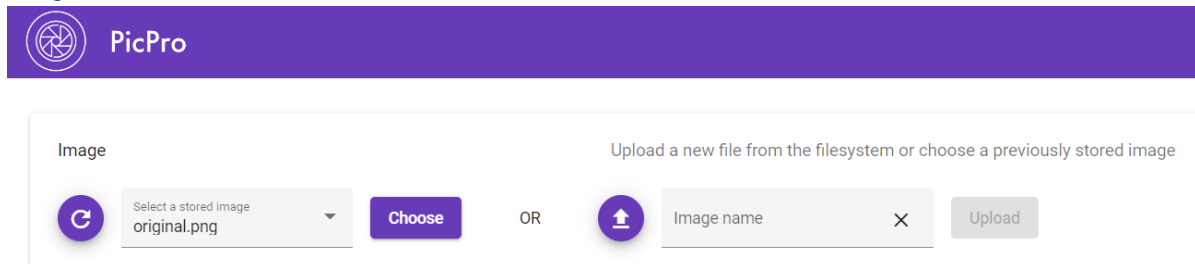 PicPro
Image
Upload a new file from the filesystem or choose a previously stored image
Select a stored image
original.png
Choose
OR
Image name
Upload